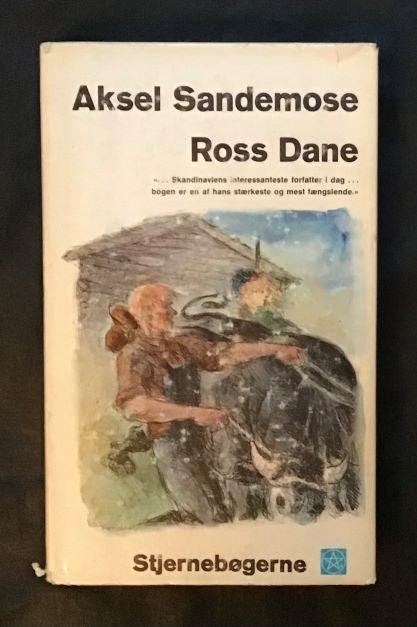 Aksel Sandemose
Ross Dane
»... Skandinaviens interessanteste forfatter i dag ...
bogen er en af hans stærkeste og mest fængslende.«
Stjernebøgerne